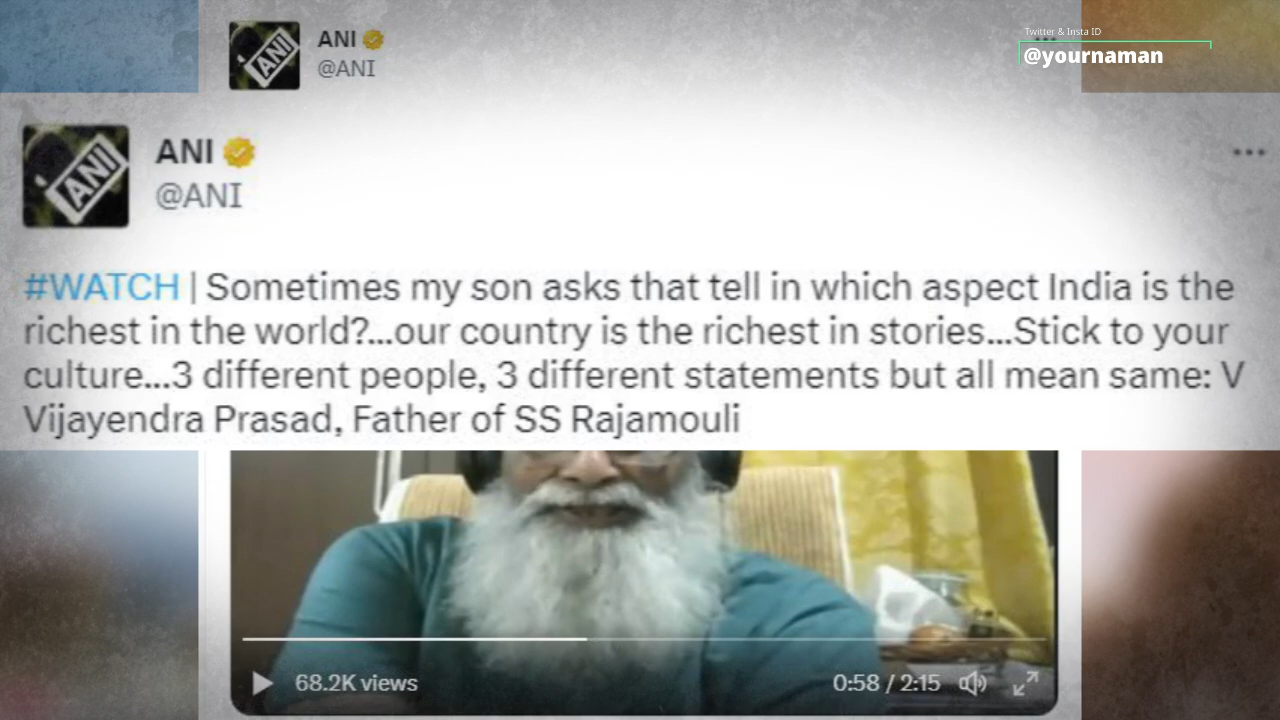 ANI
@ANI
Twitter & Insta ID
@yournaman
ANI
ANI
@ANI
ANI
#WATCH | Sometimes my son asks that tell in which aspect India is the
richest in the world?...our country is the richest in stories...Stick to your
culture...3 different people, 3 different statements but all mean same: V
Vijayendra Prasad, Father of SS Rajamouli
68.2K views
0:58 / 2:15